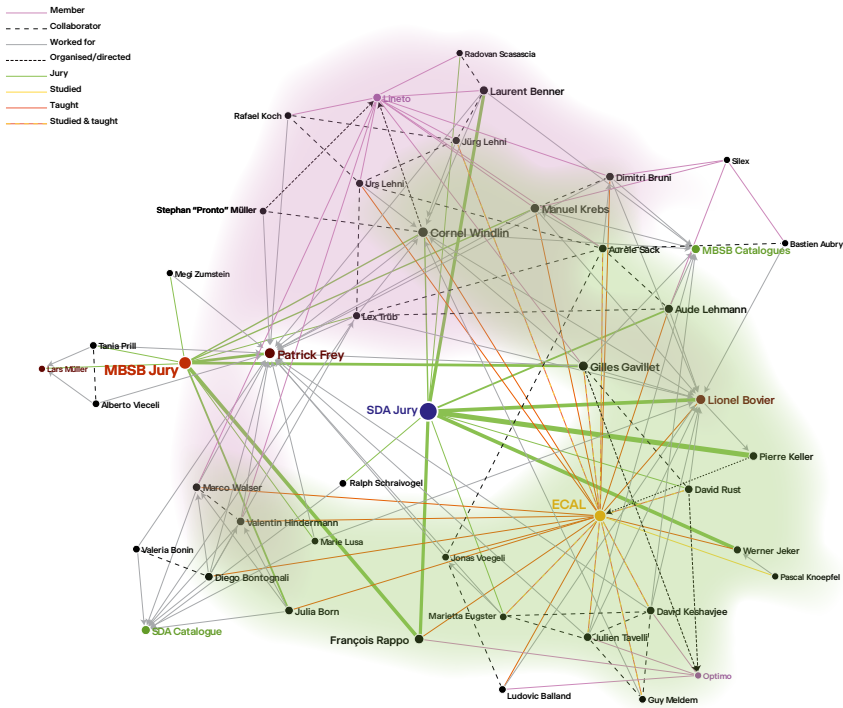 Member
Collaborator
Worked for
Organised/directed
Jury
Studied
Taught
Studied & taught
Radovan Scasascia
Laurent Benner
Lineto
Rafael Koch
Jürg Lehni
Silex
Dimitri Bruni
Urs Lehni
Stephan “Pronto” Müller
Manuel Krebs
Cornel Windlin
Bastien Aubry
Aurèle Sack
MBSB Catalogues
Megi Zumstein
Aude Lehmann
Lex Trüb
Tania Prill
Patrick Frey
Lars Müller
MBSB Jury
Gilles Gavillet
Lionel Bovier
Alberto Vieceli
SDA Jury
Pierre Keller
Ralph Schraivogel
Marco Walser
David Rust
ECAL
Valentin Hindermann
Marie Lusa
Valeria Bonin
Werner Jeker
Jonas Voegeli
Diego Bontognali
Pascal Knoepfel
Julia Born
David Keshavjee
Marietta Eugster
SDA Catalogue
Julien Tavelli
François Rappo
Optimo
Ludovic Balland
Guy Meldem